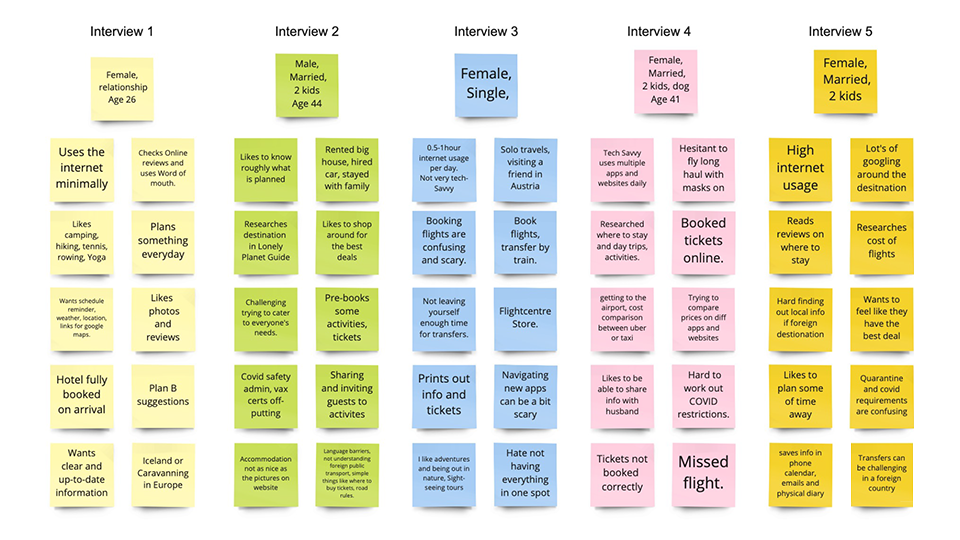 Interview 1
Interview 2
Interview 3
Interview 4
Interview 5
Female,
relationship
Age 26
Male,
Married,
2 kids
Age 44
Female,
Single,
Female,
Married,
2 kids, dog
Age 41
Female,
Married,
2 kids
Uses the
internet
minimally
Checks Online
reviews and
uses Word of
mouth.
Likes
camping,
hiking, tennis,
rowing, Yoga
Plans
something
everyday
Wants schedule
reminder,
weather, location,
links for google
maps.
Likes
photos
and
reviews
Hotel fully
booked
on arrival
Plan B
suggestions
Wants
clear and
up-to-date
information
Iceland or
Caravanning
in Europe
Likes to know
roughly what
is planned
Rented big
house, hired
car, stayed
with family
Researches
destination
in Lonely
Planet Guide
Likes to shop
around for
the best
deals
Challenging
trying to cater
to everyone's
needs.
Pre-books
some
activities,
tickets
Covid safety
admin, vax
certs off-
putting
Sharing
and inviting
guests to
activites
Accommodation
not as nice as
the pictures on
website
Language barriers,
not understanding
foreign public
transport, simple
things like where to
buy tickets, road
rules.
0.5-1hour
internet usage
per day.
Not very tech-
Savvy
Solo travels,
visiting a
friend in
Austria
Booking
flights are
confusing
and scary.
Book
flights,
transfer by
train.
Not leaving
yourself
enough time
for transfers.
Flightcentre
Store.
Prints out
info and
tickets
Navigating
new apps
can be a bit
scary
I like adventures
and being out in
nature, Sight-
seeing tours
Hate not
having
everything
in one spot
Tech Savvy
uses multiple
apps and
websites daily
Hesitant to
fly long
haul with
masks on
Researched
where to stay
and day trips,
activities.
Booked
tickets
online.
getting to the
airport, cost
comparison
between uber
or taxi
Trying to
compare
prices on diff
apps and
websites
Likes to be
able to share
info with
husband
Hard to
work out
COVID
restrictions.
Tickets not
booked
correctly
Missed
flight.
High
internet
usage
Lot's of
googling
around the
desitnation
Reads
reviews on
where to
stay
Researches
cost of
flights
Hard finding
out local info
if foreign
destionation
Wants to
feel like they
have the
best deal
Likes to
plan some
of time
away
Quarantine
and covid
requirements
are confusing
saves info in
phone
calendar,
emails and
physical diary
Transfers can
be challenging
in a foreign
country